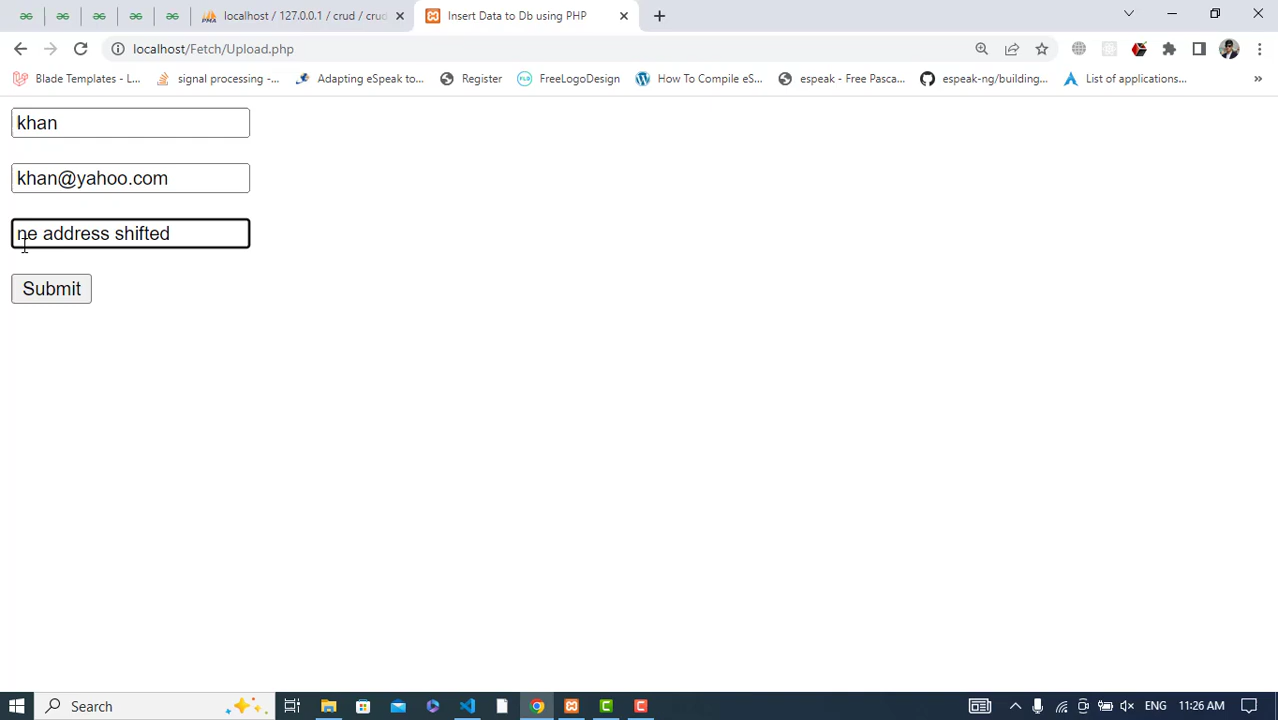 localhost / 127.0.0.1 / crud / crud
Insert Data to Db using PHP
localhost/Fetch/Upload.php
Blade Templates - L...
signal processing -...
Adapting eSpeak to...
Register
FLD
FreeLogoDesign
How To Compile eS...
espeak - Free Pasca...
espeak-ng/building...
List of applications...
khan
khan@yahoo.com
ne address shifted
Submit
Search
ENG
11:26 AM